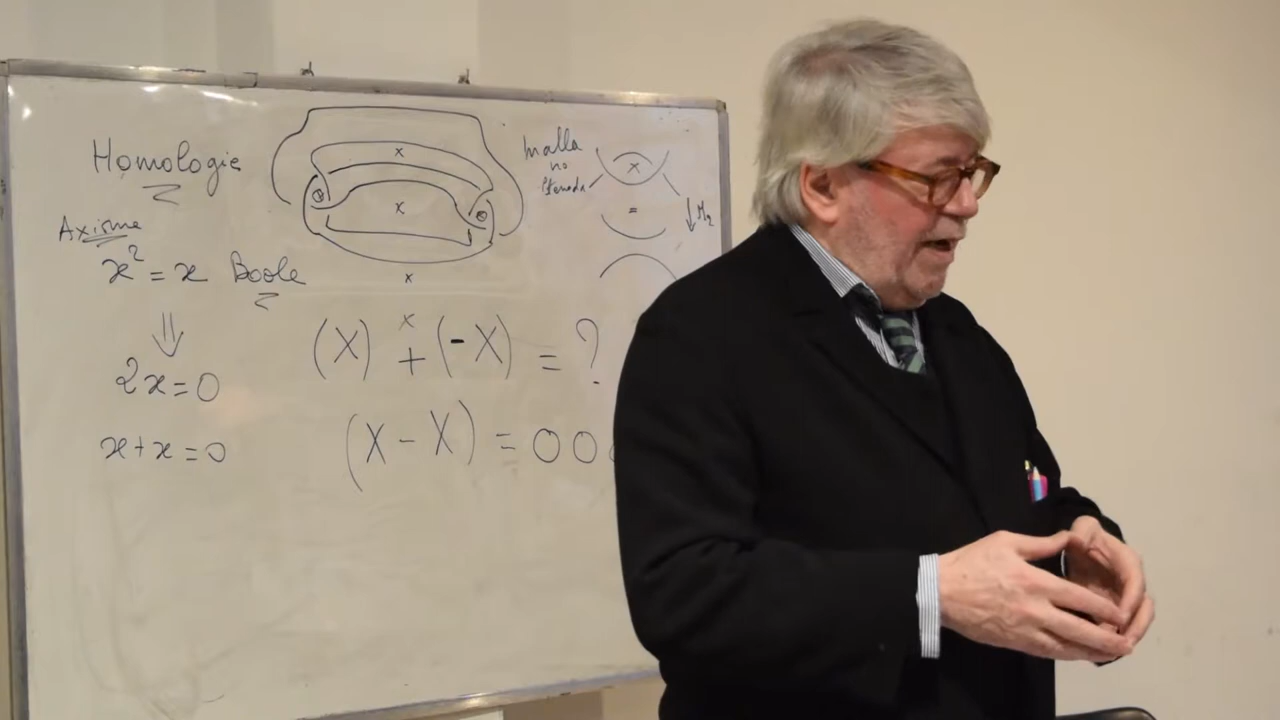 Homologie
Axiome
x² = x Boole
⇓
2x = 0
x + x = 0
x
x
x
malla
no
x
=
↓ M₂
x
(X) + (-X) = ?
(X - X) = 0 0